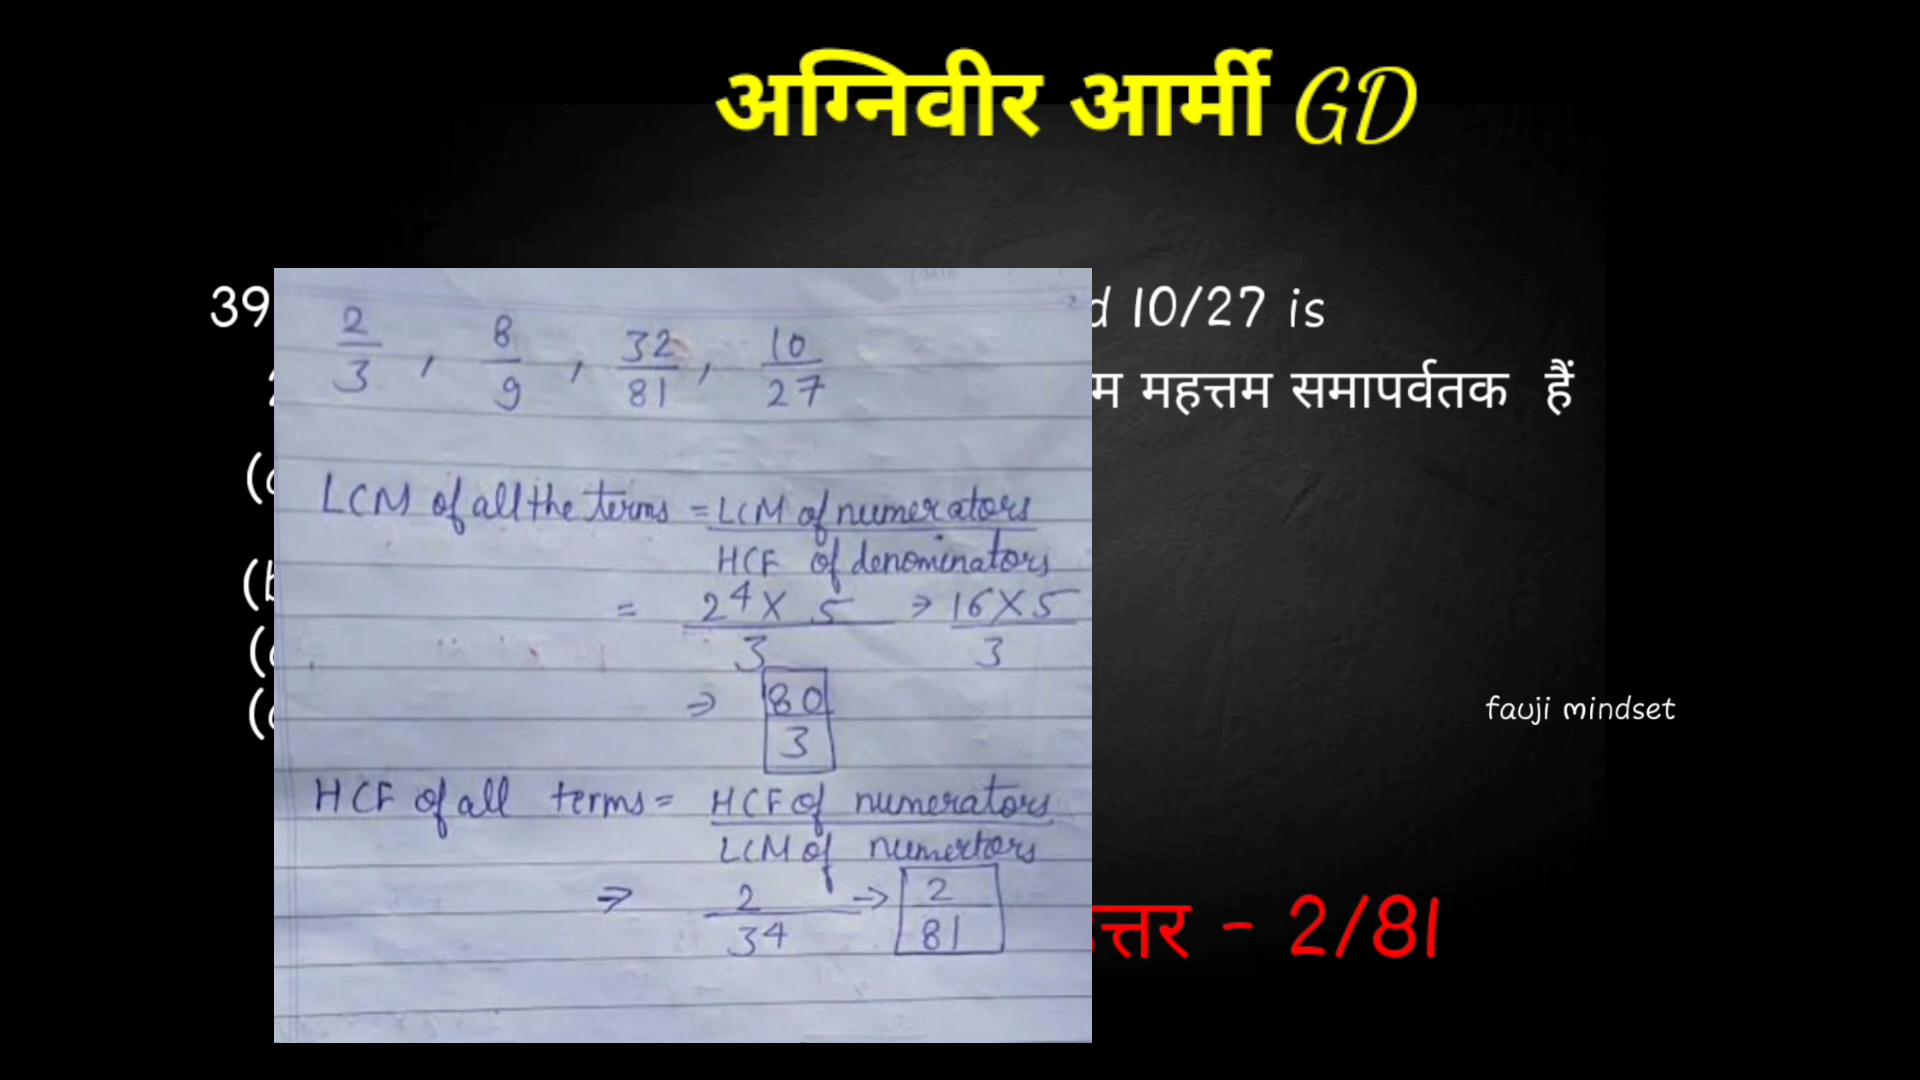 अग्निवीर आर्मी GD
39
d 10/27 is
म महत्तम समापर्वतक हैं
2/3 , 8/9 , 32/81 , 10/27
LCM of all the terms = LCM of numerators
HCF of denominators
= 2^4 X 5 / 3 → 16 X 5 / 3
⇒ 80/3
HCF of all terms = HCF of numerators
LCM of numertors
⇒ 2/3^4 → 2/81
fauji mindset
त्तर - 2/81